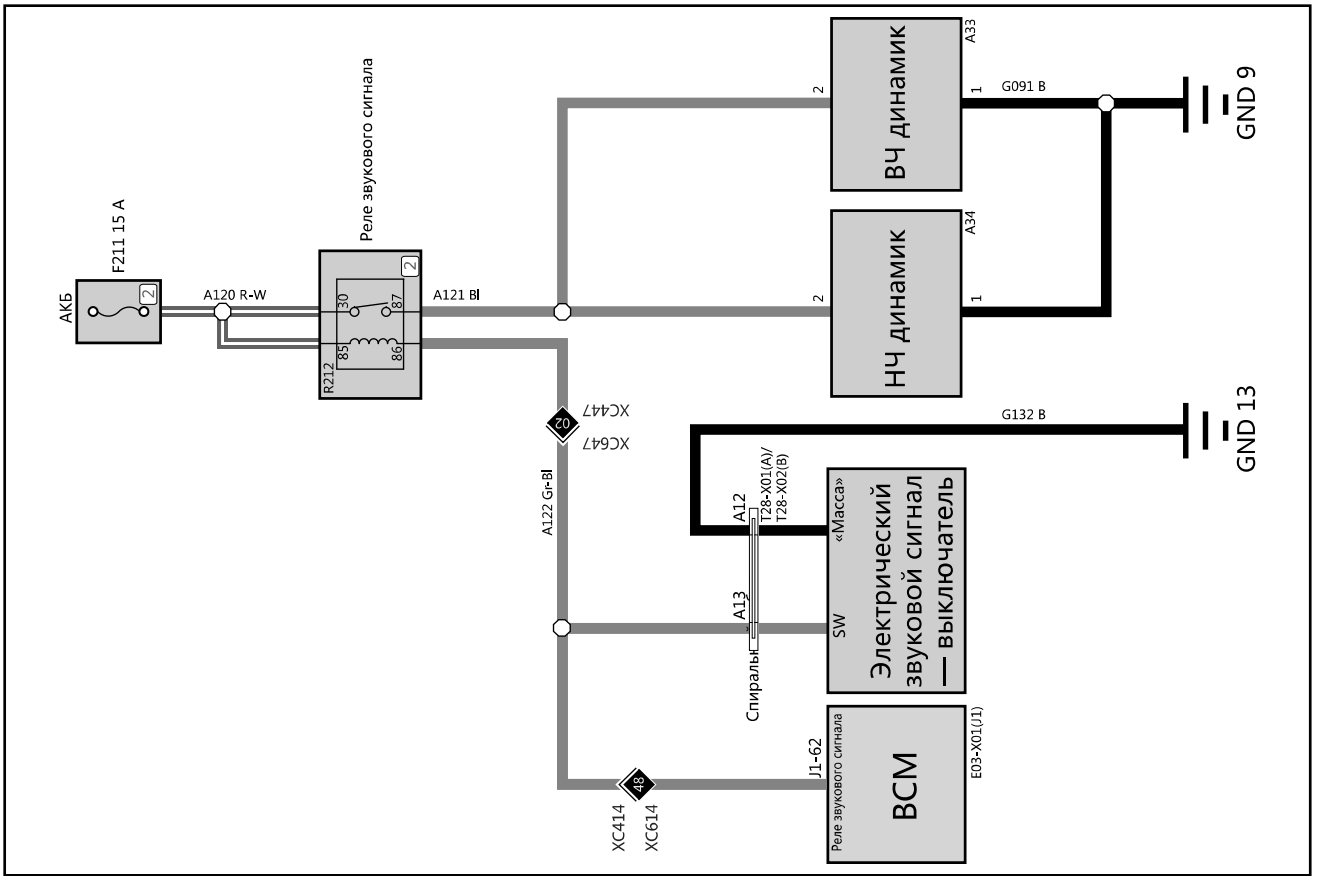 АКБ
F211 15 A
2
A120 R-W
Реле звукового сигнала
R212
85
30
86
87
2
A121 Bl
XC447
02
XC647
A122 Gr-Bl
XC414
48
XC614
J1-62
Реле звукового сигнала
BCM
E03-X01(J1)
Спиральн
A13
A12
T28-X01(A)/
T28-X02(B)
SW
«Масса»
Электрический
звуковой сигнал
— выключатель
G132 B
GND 13
2
НЧ динамик
A34
1
2
ВЧ динамик
A33
1
G091 B
GND 9